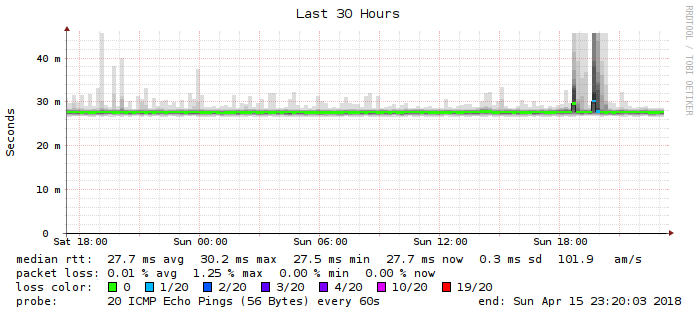 Last 30 Hours
RRDTOOL / TOBI OETIKER
Seconds
40 m
30 m
20 m
10 m
0
Sat 18:00 Sun 00:00 Sun 06:00 Sun 12:00 Sun 18:00
median rtt: 27.7 ms avg 30.2 ms max 27.5 ms min 27.7 ms now 0.3 ms sd 101.9 am/s
packet loss: 0.01 % avg 1.25 % max 0.00 % min 0.00 % now
loss color: 0 1/20 2/20 3/20 4/20 10/20 19/20
probe: 20 ICMP Echo Pings (56 Bytes) every 60s end: Sun Apr 15 23:20:03 2018